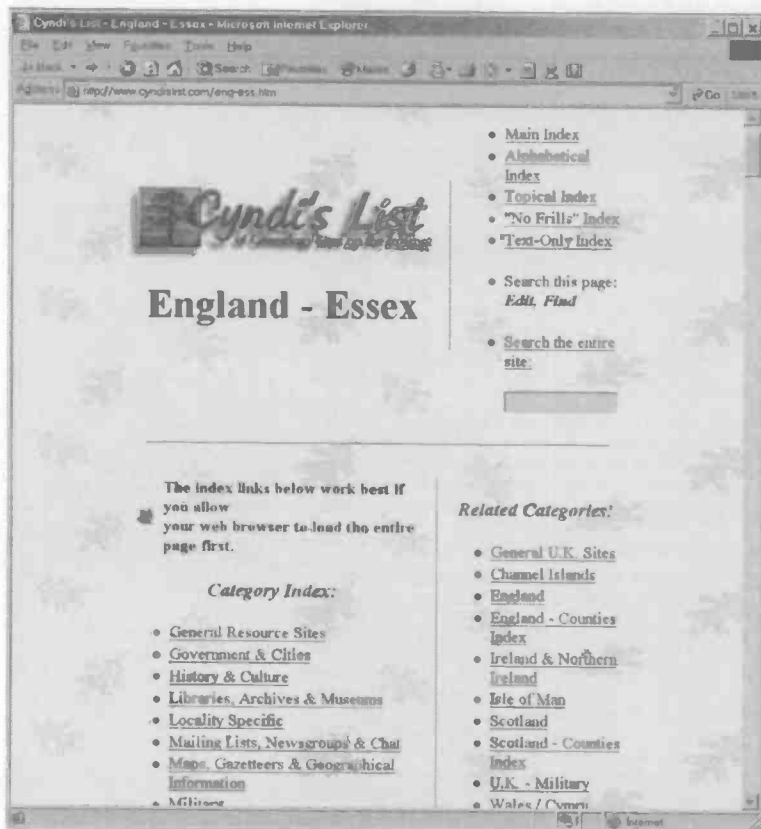 Cyndi's List - England - Essex - Microsoft Internet Explorer
File Edit View Favorites Tools Help
Back Search Favorites
Address http://www.cyndislist.com/eng-ess.htm Go
Cyndi's List
England - Essex
• Main Index
• Alphabetical
Index
• Topical Index
• "No Frills" Index
• Text-Only Index
• Search this page:
Edit, Find
• Search the entire
site:
The index links below work best if
you allow
your web browser to load the entire
page first.
Category Index:
• General Resource Sites
• Government & Cities
• History & Culture
• Libraries, Archives & Museums
• Locality Specific
• Mailing Lists, Newsgroups & Chat
• Maps, Gazetteers & Geographical
Information
• Military
Related Categories:
• General U.K. Sites
• Channel Islands
• England
• England - Counties
Index
• Ireland & Northern
Ireland
• Isle of Man
• Scotland
• Scotland - Counties
Index
• U.K. - Military
• Wales / Cymru
Internet